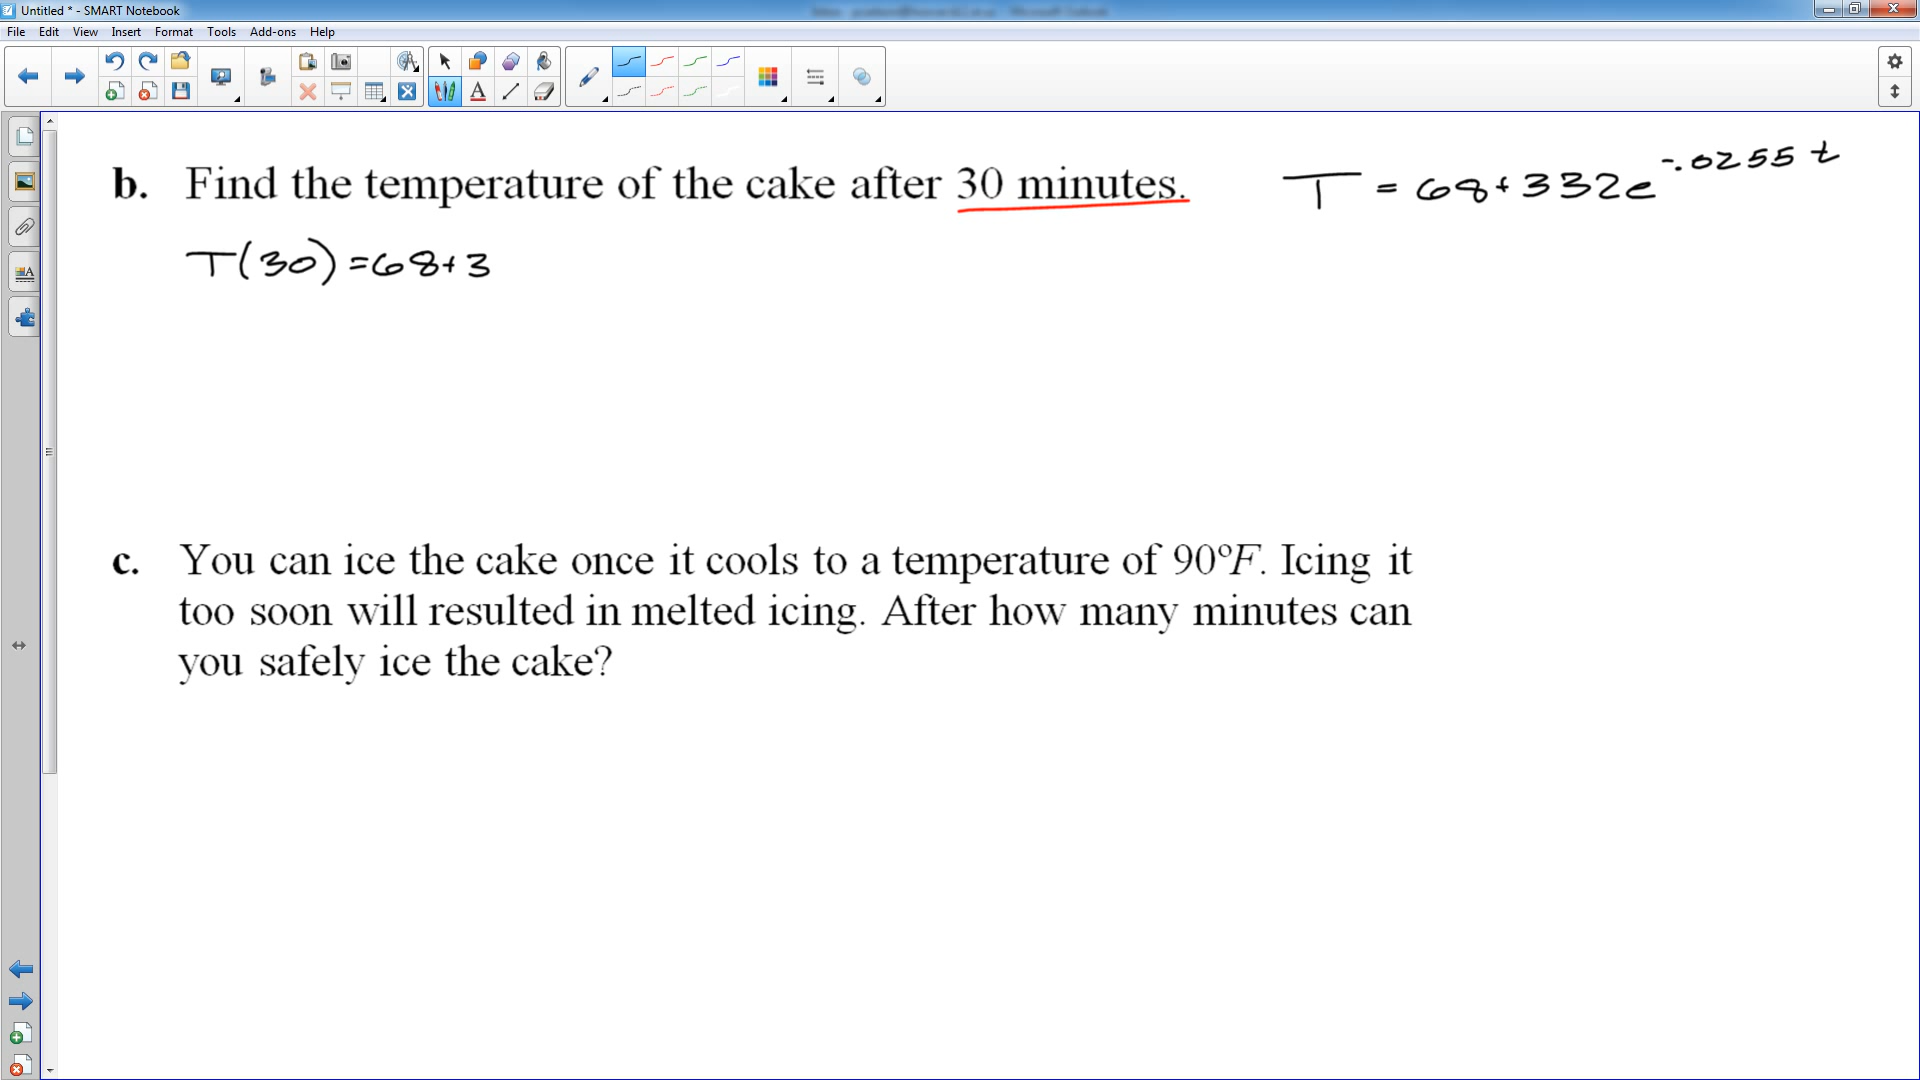 Untitled * - SMART Notebook
File Edit View Insert Format Tools Add-ons Help
b. Find the temperature of the cake after 30 minutes.
T = 68+332e^-.0255 t
T(30) = 68+3
c. You can ice the cake once it cools to a temperature of 90°F. Icing it
too soon will resulted in melted icing. After how many minutes can
you safely ice the cake?